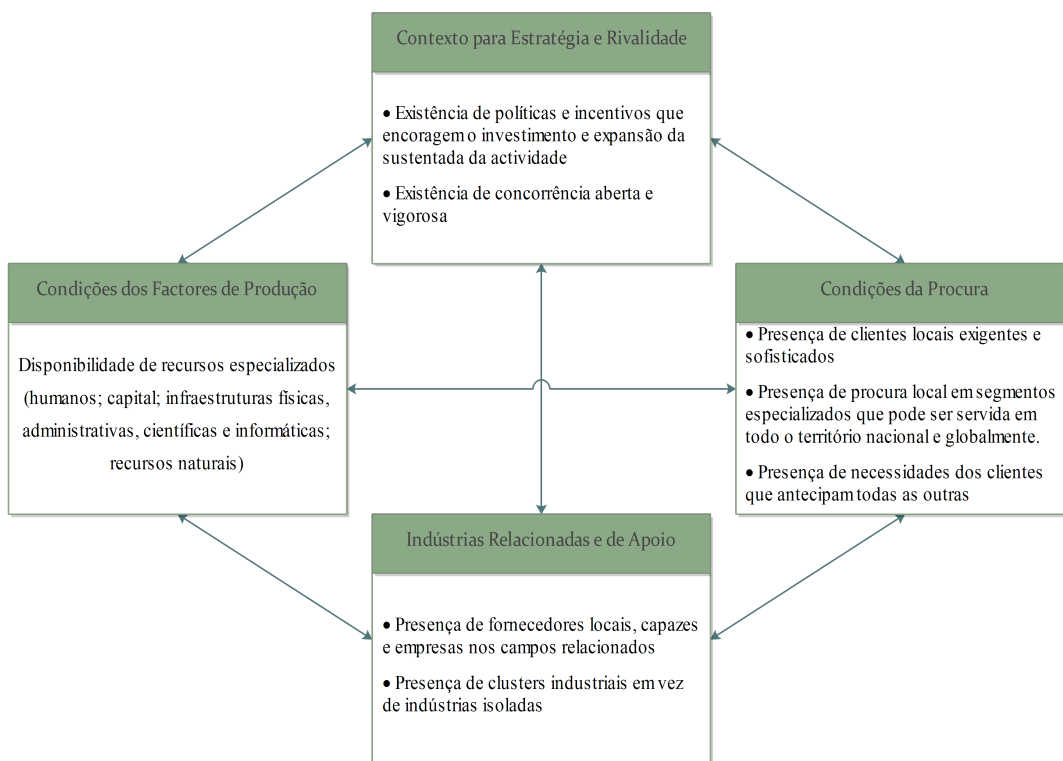 Contexto para Estratégia e Rivalidade
• Existência de políticas e incentivos que
encoragem o investimento e expansão da
sustentada da actividade
• Existência de concorrência aberta e
vigorosa
Condições dos Factores de Produção
Disponibilidade de recursos especializados
(humanos; capital; infraestruturas físicas,
administrativas, científicas e informáticas;
recursos naturais)
Condições da Procura
• Presença de clientes locais exigentes e
sofisticados
• Presença de procura local em segmentos
especializados que pode ser servida em
todo o território nacional e globalmente.
• Presença de necessidades dos clientes
que antecipam todas as outras
Indústrias Relacionadas e de Apoio
• Presença de fornecedores locais, capazes
e empresas nos campos relacionados
• Presença de clusters industriais em vez
de indústrias isoladas